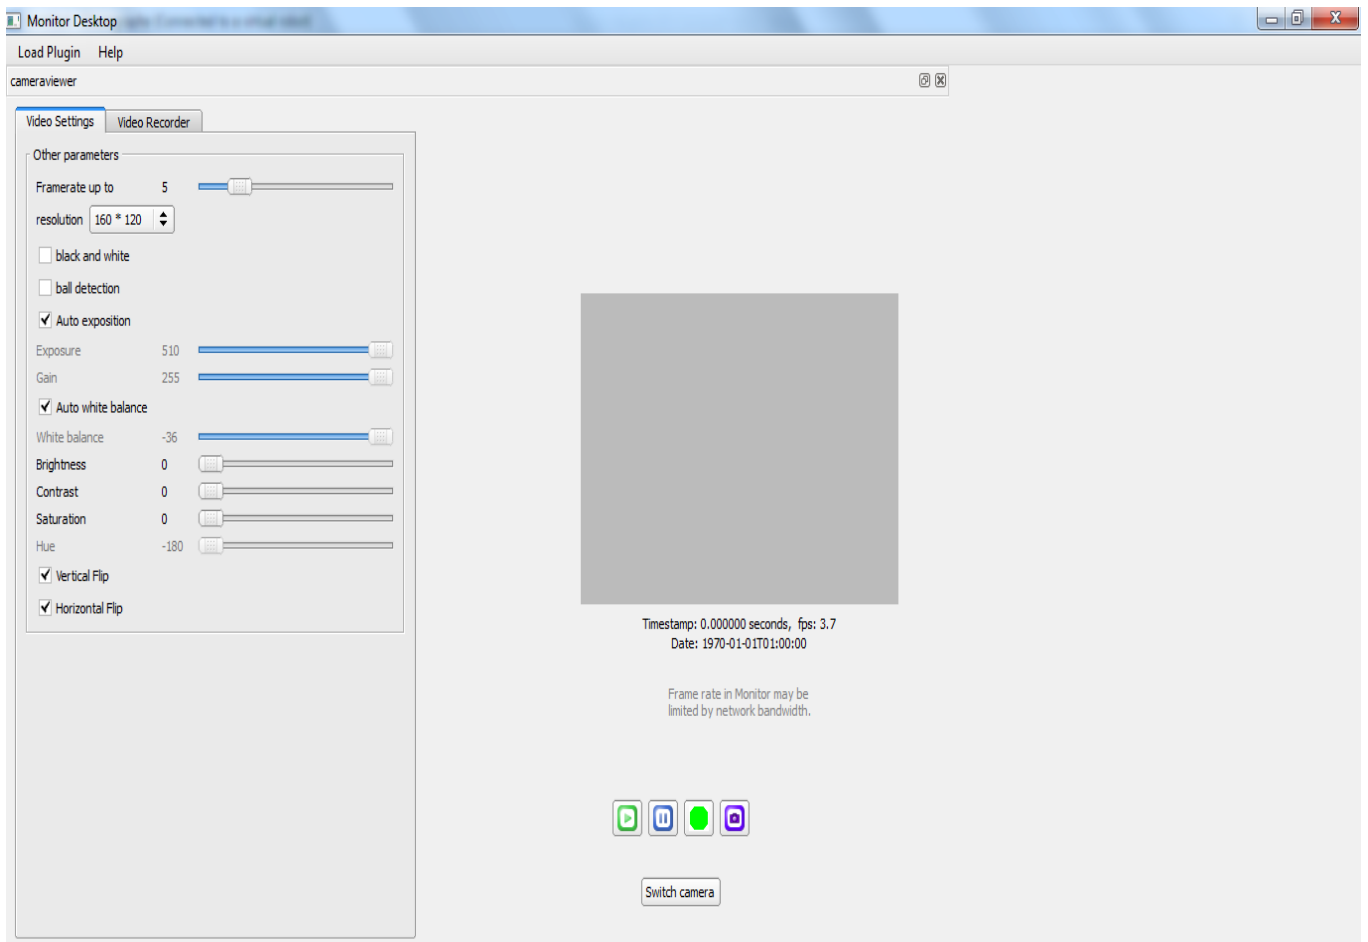 Monitor Desktop
Load Plugin Help
cameraviewer
Video Settings Video Recorder
Other parameters
Framerate up to 5
resolution 160 * 120
black and white
ball detection
Auto exposition
Exposure 510
Gain 255
Auto white balance
White balance -36
Brightness 0
Contrast 0
Saturation 0
Hue -180
Vertical Flip
Horizontal Flip
Timestamp: 0.000000 seconds, fps: 3.7
Date: 1970-01-01T01:00:00
Frame rate in Monitor may be
limited by network bandwidth.
Switch camera